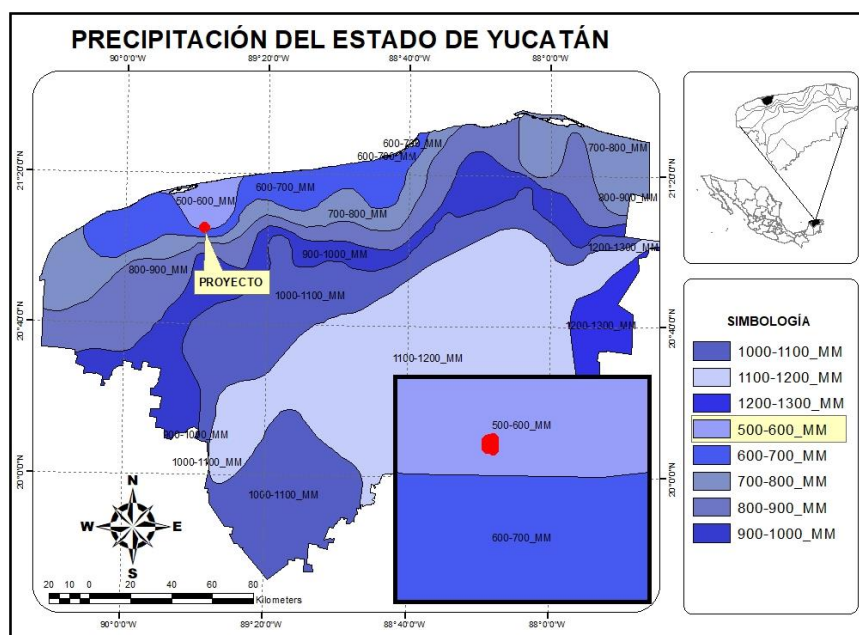 PRECIPITACIÓN DEL ESTADO DE YUCATÁN
90°0'0"W 89°20'0"W 88°40'0"W 88°0'0"W
21°20'0"N
21°20'0"N
20°40'0"N
20°40'0"N
20°0'0"N
20°0'0"N
600-700_MM
700-800_MM
500-600_MM
600-700_MM
800-900_MM
700-800_MM
1200-1300_MM
900-1000_MM
800-900_MM
PROYECTO
1000-1100_MM
1200-1300_MM
1100-1200_MM
1000-1100_MM
1000-1100_MM
500-600_MM
600-700_MM
N
W E
S
20 10 0 20 40 60 80
Kilometers
90°0'0"W 89°20'0"W 88°40'0"W 88°0'0"W
SIMBOLOGÍA
1000-1100_MM
1100-1200_MM
1200-1300_MM
500-600_MM
600-700_MM
700-800_MM
800-900_MM
900-1000_MM